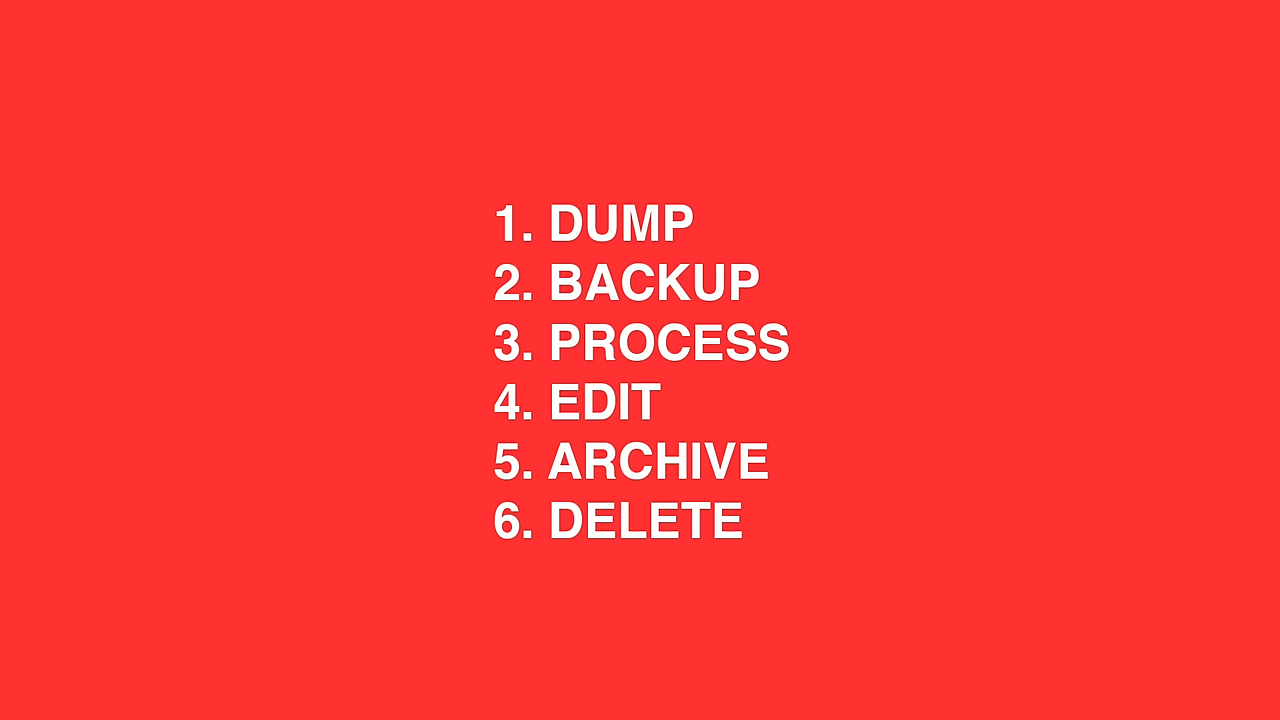 1. DUMP
2. BACKUP
3. PROCESS
4. EDIT
5. ARCHIVE
6. DELETE